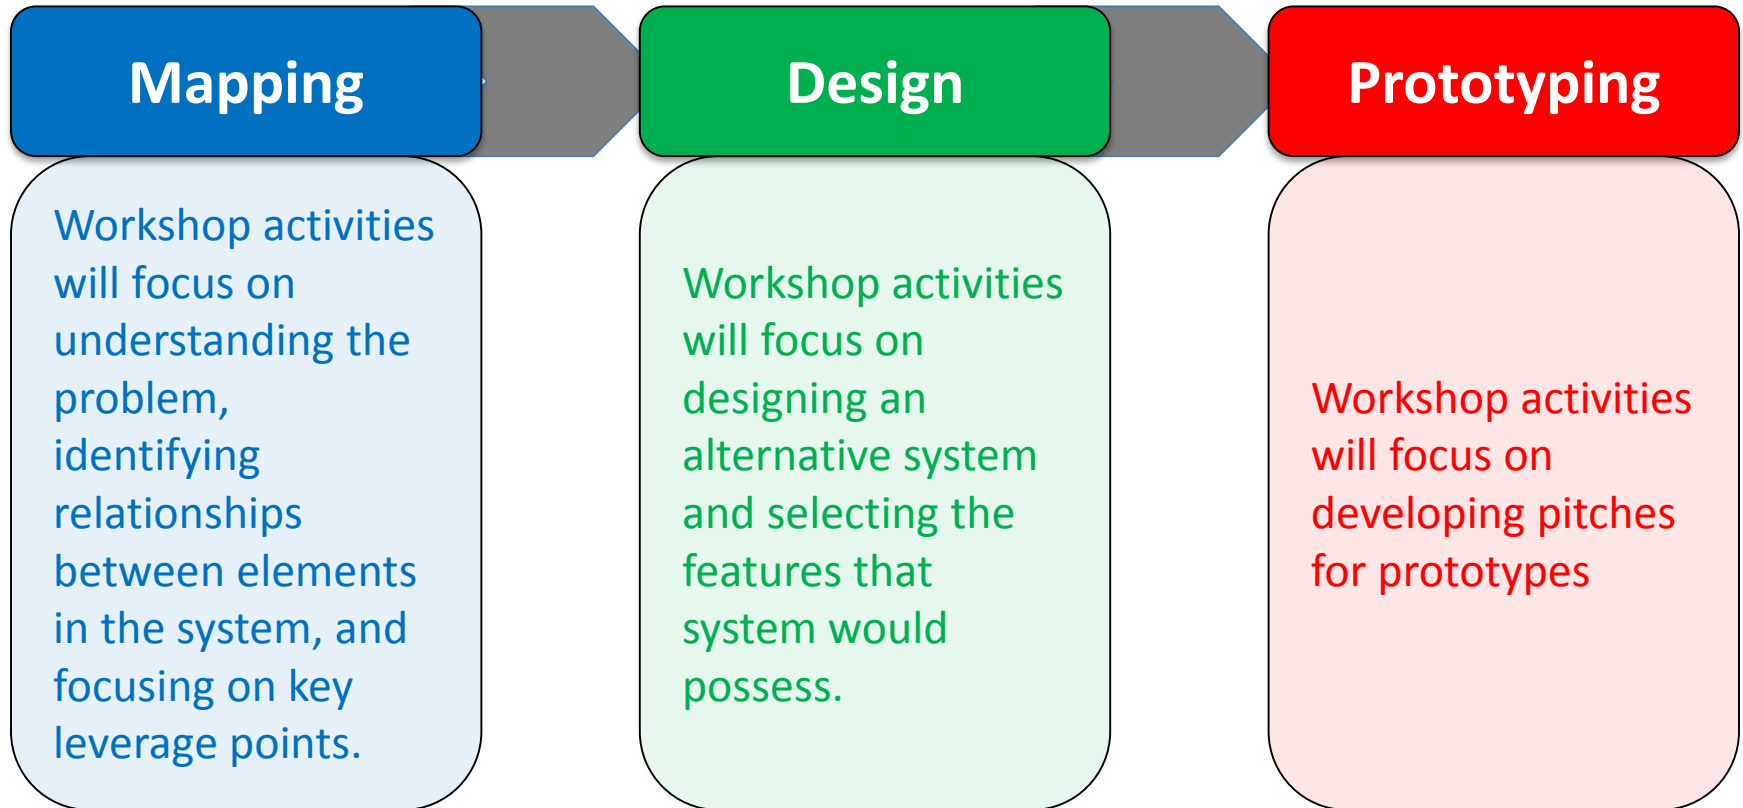 Mapping
Workshop activities
will focus on
understanding the
problem,
identifying
relationships
between elements
in the system, and
focusing on key
leverage points.
Design
Workshop activities
will focus on
designing an
alternative system
and selecting the
features that
system would
possess.
Prototyping
Workshop activities
will focus on
developing pitches
for prototypes